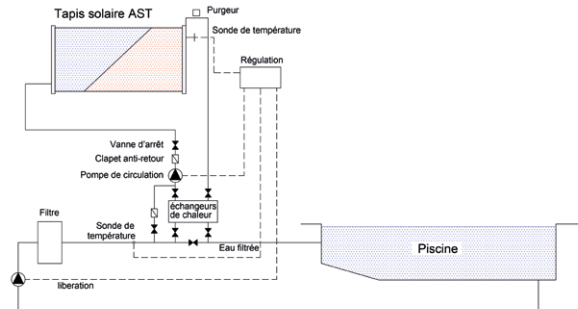 Tapis solaire AST
Purgeur
Sonde de température
Régulation
Vanne d'arrêt
Clapet anti-retour
Pompe de circulation
échangeurs
de chaleur
Filtre
Sonde de
température
Eau filtrée
Piscine
liberation